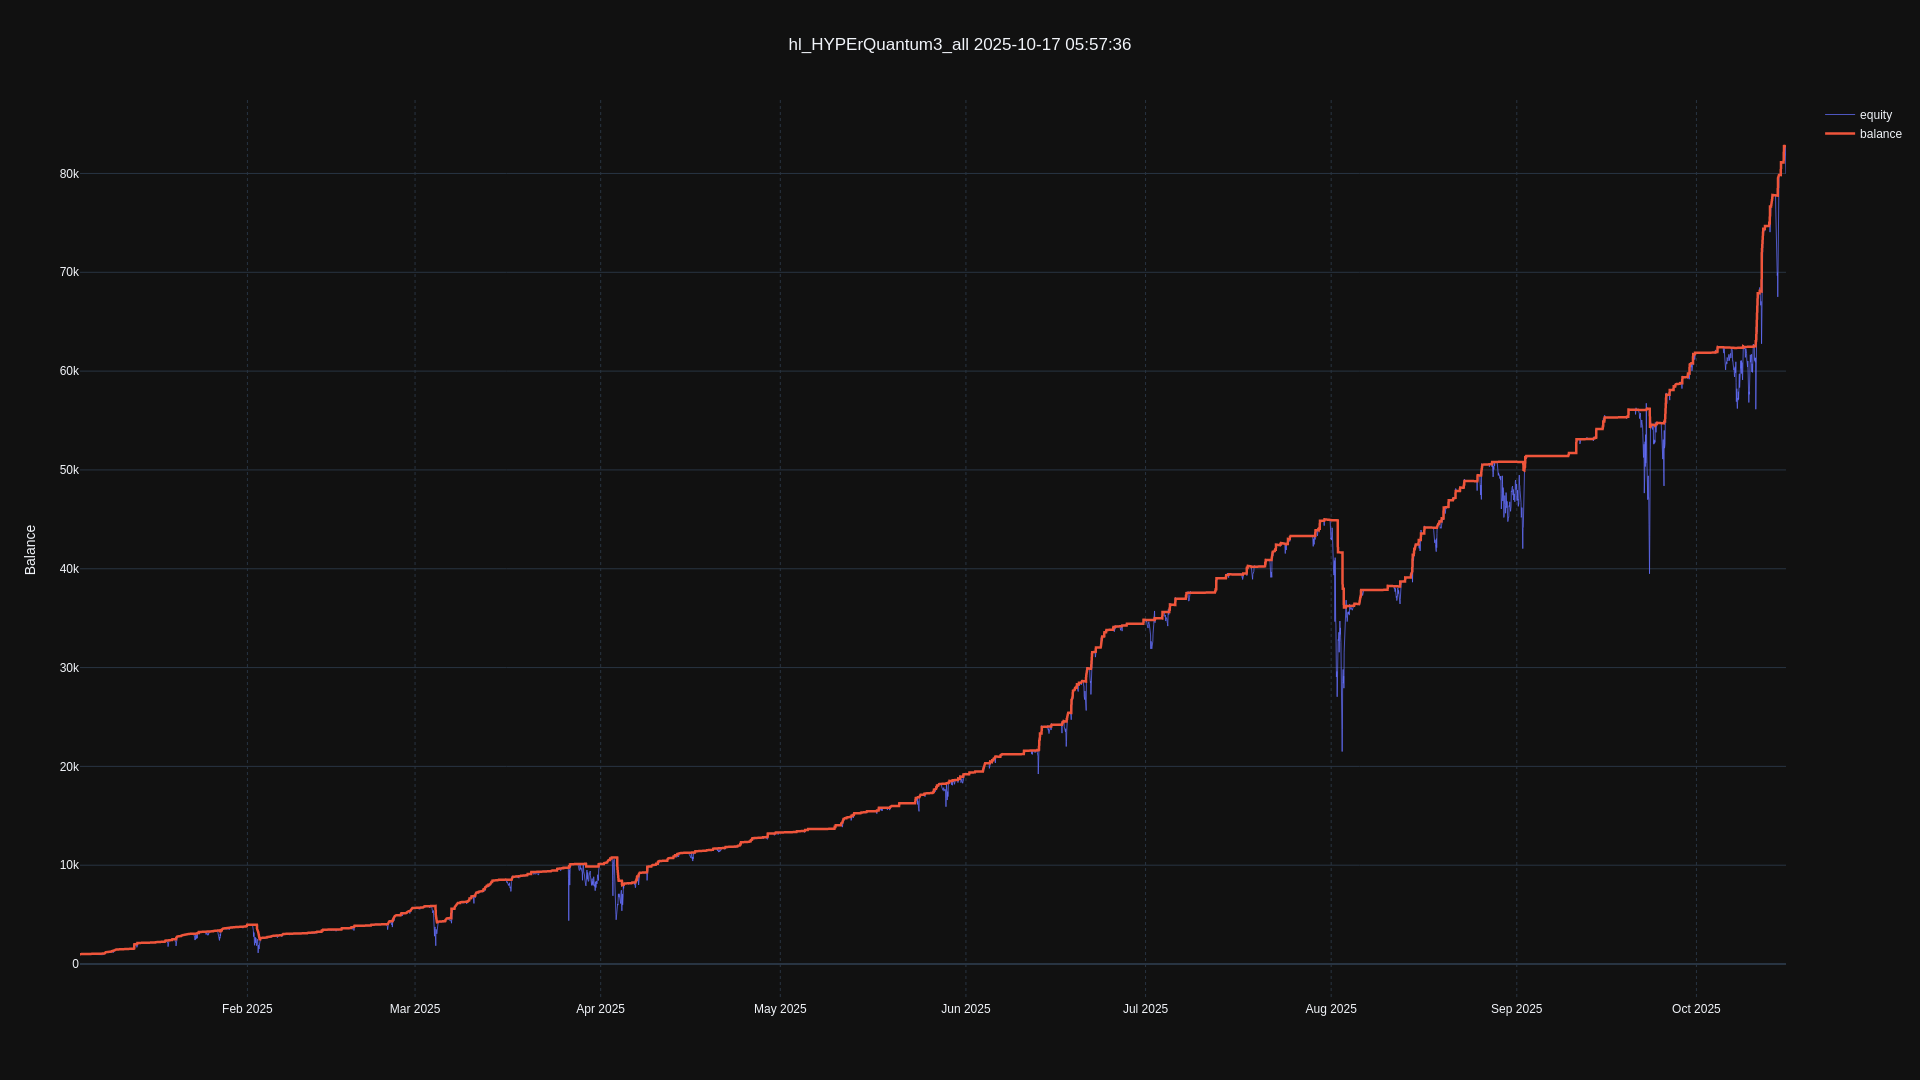 hl_HYPErQuantum3_all 2025-10-17 05:57:36
equity
balance
Balance
80k
70k
60k
50k
40k
30k
20k
10k
0
Feb 2025
Mar 2025
Apr 2025
May 2025
Jun 2025
Jul 2025
Aug 2025
Sep 2025
Oct 2025